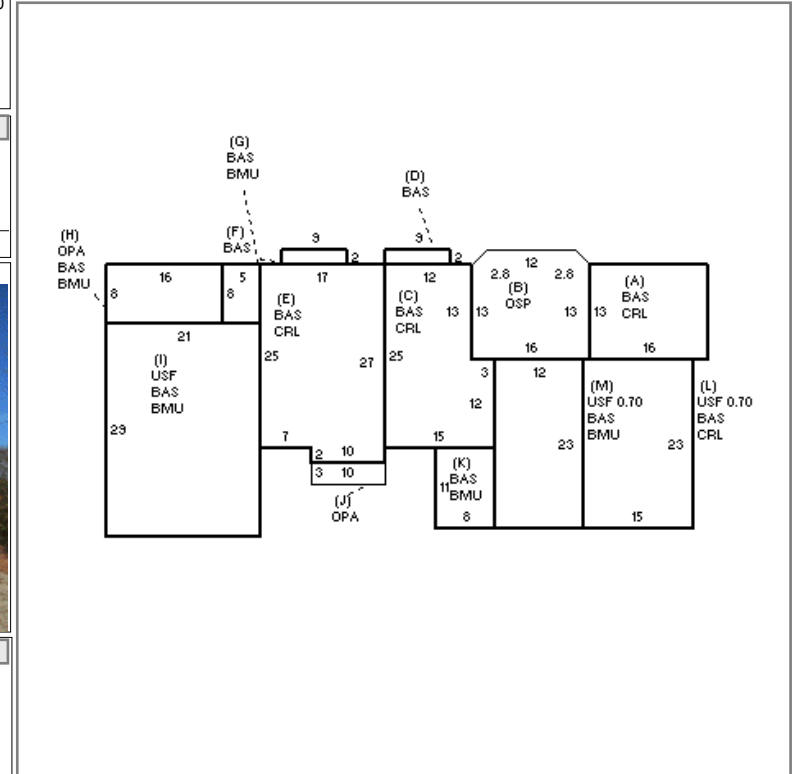 (G)
BAS
BMU
(D)
BAS
(F)
BAS
(H)
OPA
BAS
BMU
9
2
9
2
12
2.8
2.8
16
5
17
12
(B)
OSP
(A)
BAS
CRL
8
8
(E)
BAS
CRL
(C)
BAS
CRL
13
13
13
13
21
25
27
25
16
16
(I)
USF
BAS
BMU
3
12
(M)
USF 0.70
BAS
BMU
(L)
USF 0.70
BAS
CRL
12
29
7
2
10
15
23
23
3
10
(K)
BAS
BMU
11
(J)
OPA
8
15